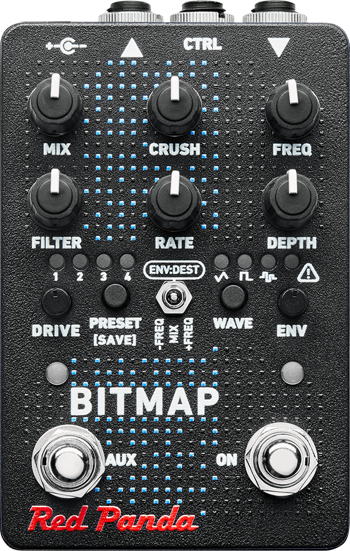 CTRL
MIX CRUSH FREQ
FILTER RATE DEPTH
1 2 3 4 ENV:DEST
DRIVE PRESET WAVE ENV
[SAVE]
-FREQ
MIX
+FREQ
BITMAP
AUX ON
Red Panda